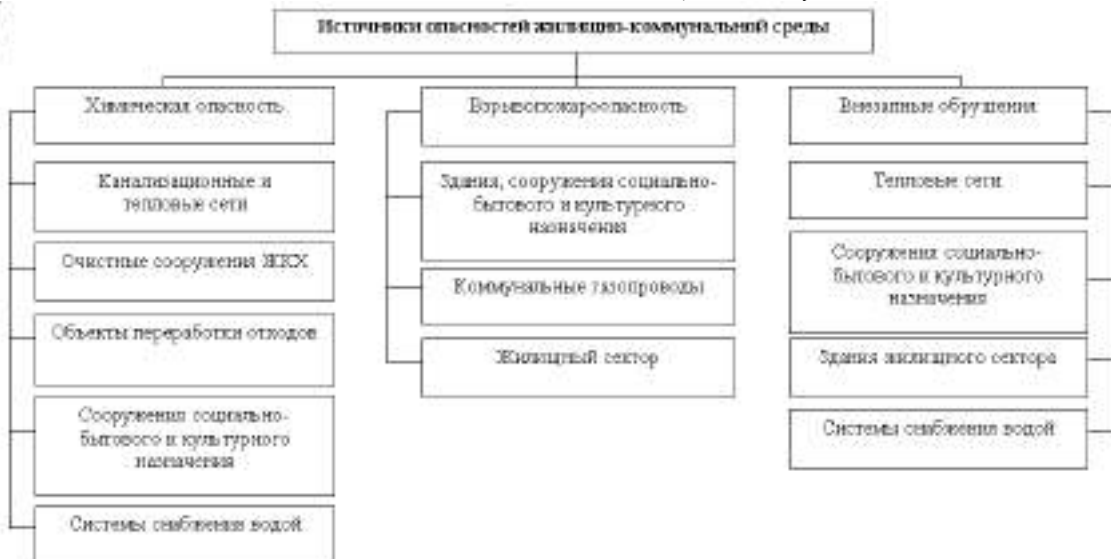 Источники опасностей жилищно-коммунальной среды
Химическая опасность
Канализационные и
тепловые сети
Очистные сооружения ЖКХ
Объекты переработки отходов
Сооружения социально-
бытового и культурного
назначения
Системы снабжения водой
Взрывопожароопасность
Здания, сооружения социально-
бытового и культурного
назначения
Коммунальные газопроводы
Жилищный сектор
Внезапные обрушения
Тепловые сети
Сооружения социально-
бытового и культурного
назначения
Здания жилищного сектора
Системы снабжения водой